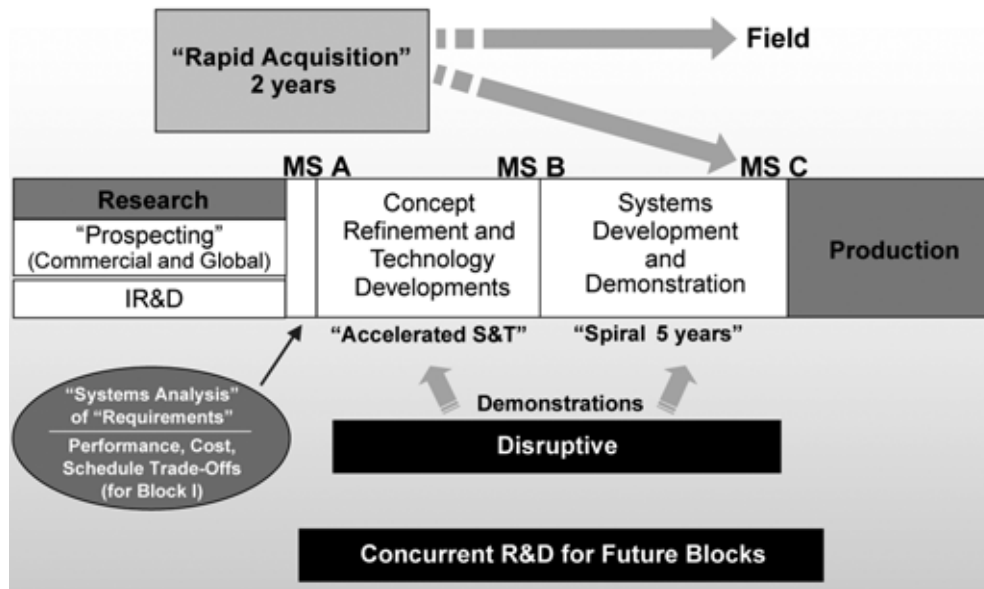 “Rapid Acquisition”
2 years
Field
MS A
MS B
MS C
Research
“Prospecting”
(Commercial and Global)
IR&D
Concept
Refinement and
Technology
Developments
Systems
Development
and
Demonstration
Production
“Accelerated S&T”
“Spiral 5 years”
“Systems Analysis”
of “Requirements”
Performance, Cost,
Schedule Trade-Offs
(for Block I)
Demonstrations
Disruptive
Concurrent R&D for Future Blocks